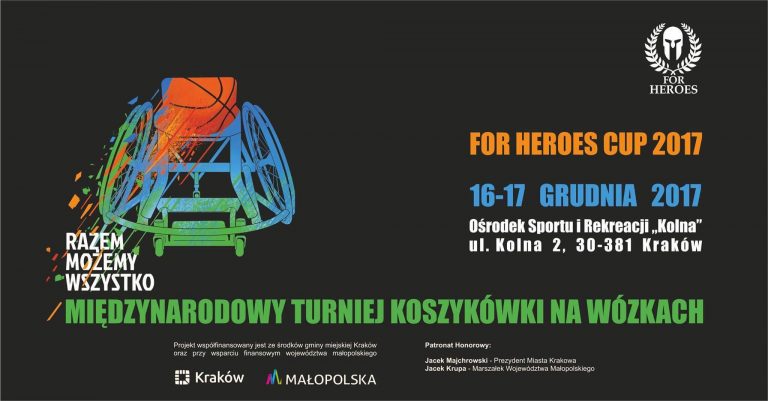 FOR
HEROES
FOR HEROES CUP 2017
16-17 GRUDNIA 2017
Ośrodek Sportu i Rekreacji „Kolna”
ul. Kolna 2, 30-381 Kraków
RAZEM
MOŻEMY
WSZYSTKO
MIĘDZYNARODOWY TURNIEJ KOSZYKÓWKI NA WÓZKACH
Projekt współfinansowany jest ze środków gminy miejskiej Kraków
oraz przy wsparciu finansowym województwa małopolskiego
Kraków
MAŁOPOLSKA
Patronat Honorowy:
Jacek Majchrowski - Prezydent Miasta Krakowa
Jacek Krupa - Marszałek Województwa Małopolskiego